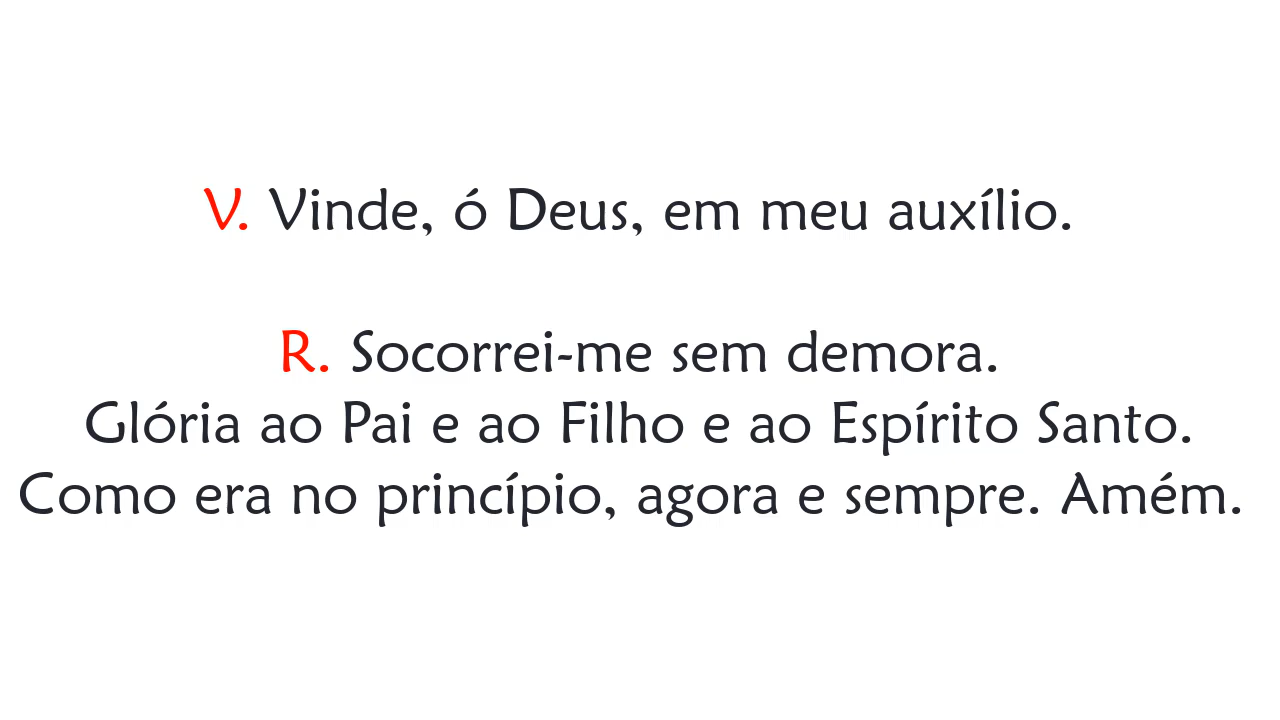 V. Vinde, ó Deus, em meu auxílio.
R. Socorrei-me sem demora.
Glória ao Pai e ao Filho e ao Espírito Santo.
Como era no princípio, agora e sempre. Amém.